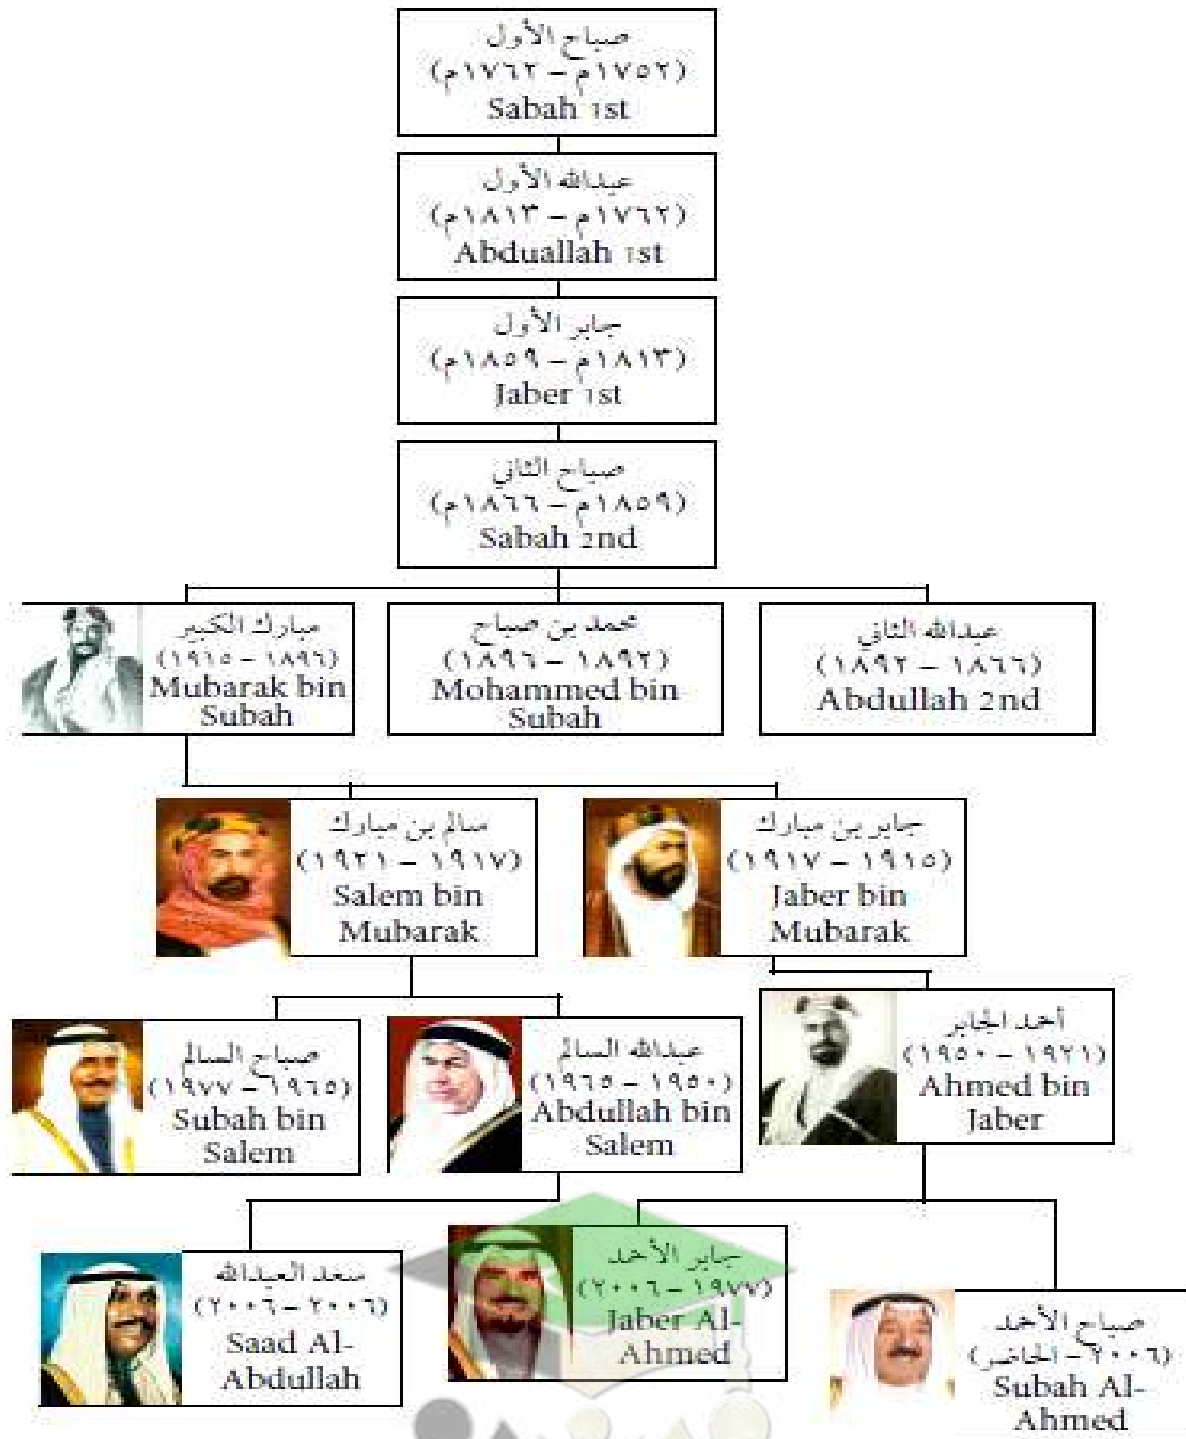 صباح الأول
(١٧٥٢م – ١٧٦٢م)
Sabah 1st
عبدالله الأول
(١٧٦٢م – ١٨١٣م)
Abduallah 1st
جابر الأول
(١٨١٣م – ١٨٥٩م)
Jaber 1st
صباح الثاني
(١٨٥٩م – ١٨٦٦م)
Sabah 2nd
مبارك الكبير
(١٨٩٦ – ١٩١٥)
Mubarak bin
Subah
محمد بن صباح
(١٨٩٢ – ١٨٩٦)
Mohammed bin
Subah
عبدالله الثاني
(١٨٦٦ – ١٨٩٢)
Abdullah 2nd
سالم بن مبارك
(١٩١٧ – ١٩٢١)
Salem bin
Mubarak
جابر بن مبارك
(١٩١٥ – ١٩١٧)
Jaber bin
Mubarak
صباح السالم
(١٩٦٥ – ١٩٧٧)
Subah bin
Salem
عبدالله السالم
(١٩٥٠ – ١٩٦٥)
Abdullah bin
Salem
أحمد الجابر
(١٩٢١ – ١٩٥٠)
Ahmed bin
Jaber
سعد العبدالله
(٢٠٠٦ – ٢٠٠٦)
Saad Al-
Abdullah
جابر الأحمد
(١٩٧٧ – ٢٠٠٦)
Jaber Al-
Ahmed
صباح الأحمد
(٢٠٠٦ – الحاضر)
Subah Al-
Ahmed